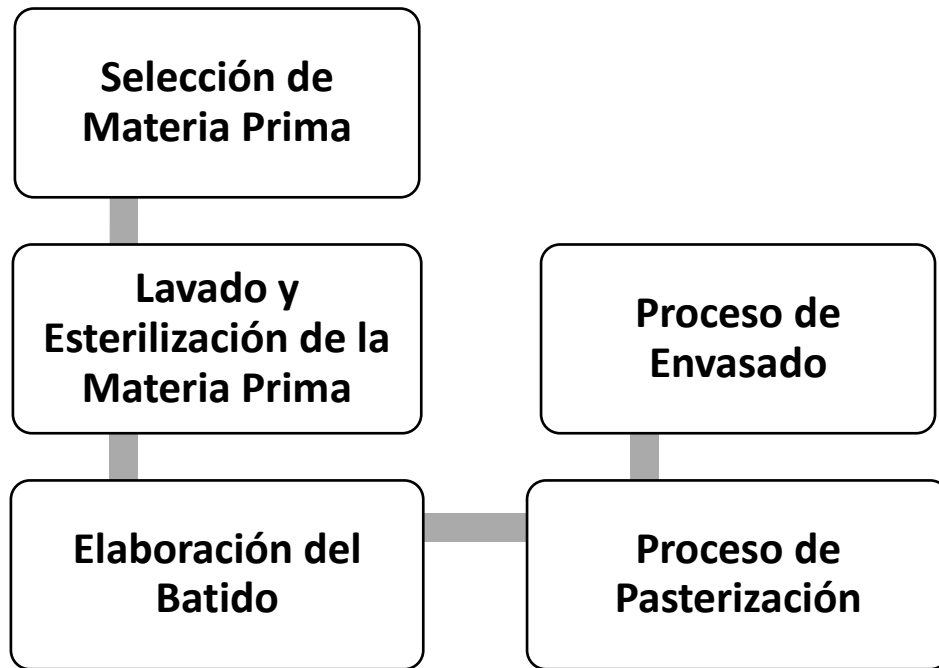 Selección de
Materia Prima
Lavado y
Esterilización de la
Materia Prima
Elaboración del
Batido
Proceso de
Pasterización
Proceso de
Envasado